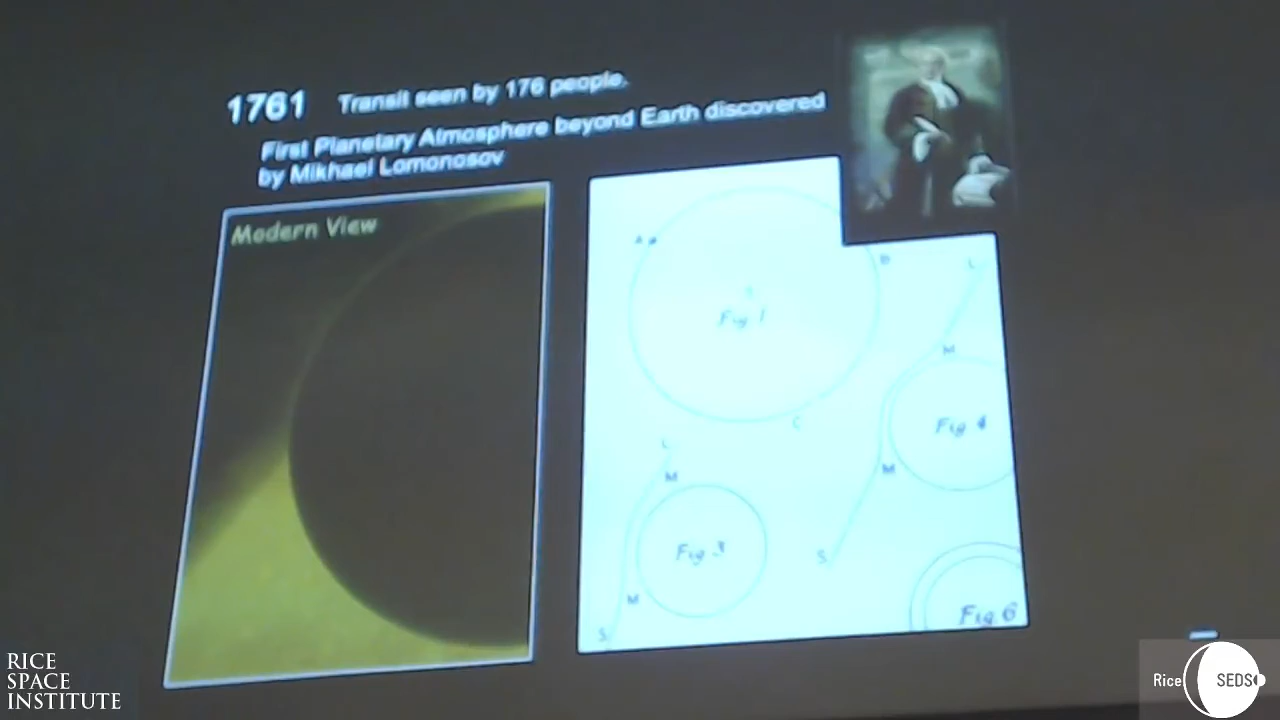 1761 Transit seen by 176 people.
First Planetary Atmosphere beyond Earth discovered
by Mikhael Lomonosov
Modern View
A
B
L
Fig. 1
M
C
Fig. 4
L
M
M
Fig. 3
S
M
S
Fig. 6
RICE
SPACE
INSTITUTE
Rice SEDS